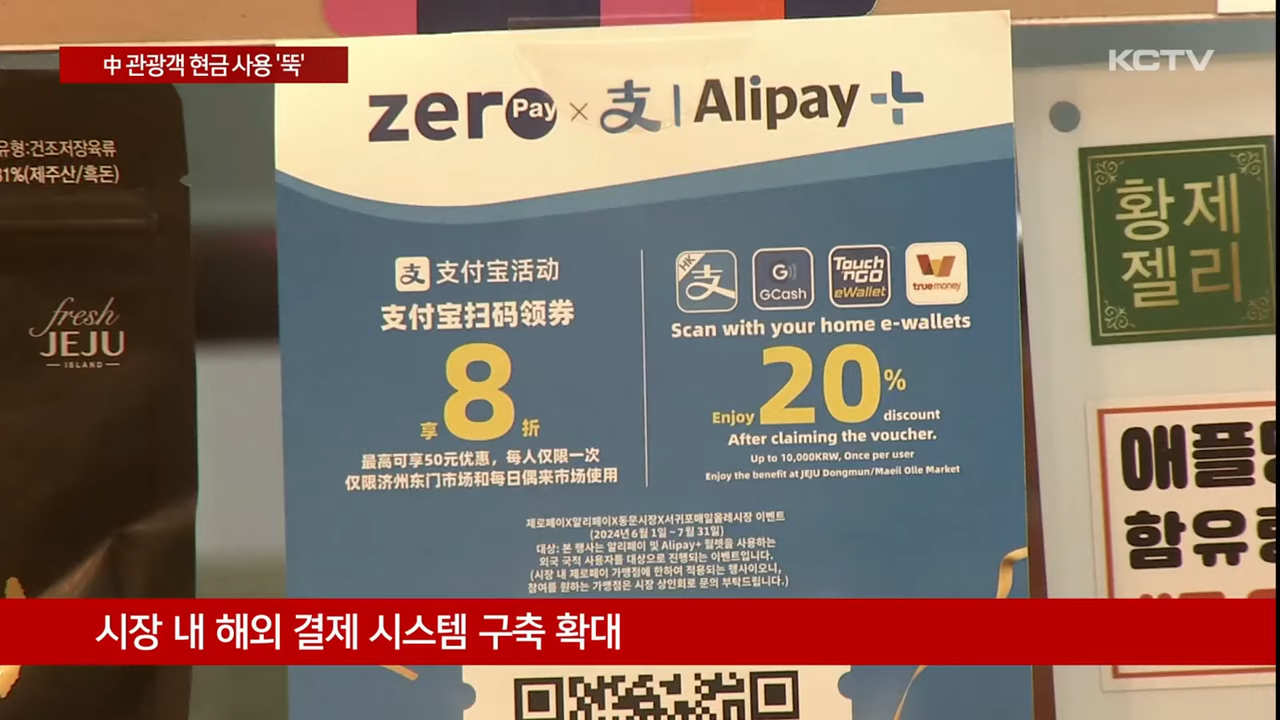 中 관광객 현금 사용 '뚝'
KCTV
zero Pay × 支 | Alipay+
유형:건조저장육류
31%(제주산/흑돈)
fresh
JEJU
ISLAND
支 支付宝活动
支付宝扫码领券
享8折
最高可享50元优惠，每人仅限一次
仅限济州东门市场和每日偶来市场使用
HK 支
G GCash
Touch 'n GO eWallet
true money
Scan with your home e-wallets
Enjoy 20% discount
After claiming the voucher.
Up to 10,000KRW, Once per user
Enjoy the benefit at JEJU Dongmun/Maeil Olle Market
제로페이X알리페이X동문시장X서귀포매일올레시장 이벤트
(2024년 6월 1일 ~ 7월 31일)
대상: 본 행사는 알리페이 및 Alipay+ 월렛을 사용하는
외국 국적 사용자를 대상으로 진행되는 이벤트입니다.
(시장 내 제로페이 가맹점에 한하여 적용되는 행사이오니,
참여를 원하는 가맹점은 시장 상인회로 문의 부탁드립니다.)
황제
젤리
애플망
함유량
시장 내 해외 결제 시스템 구축 확대